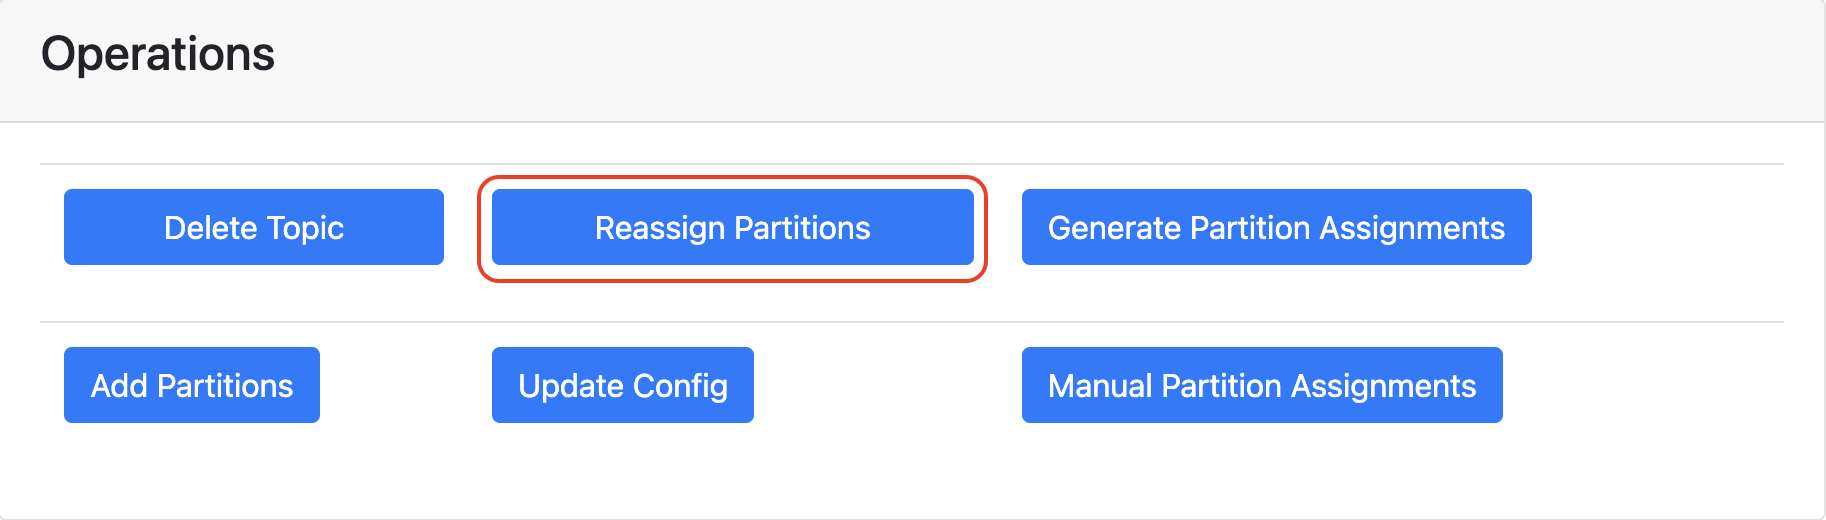 Operations
Delete Topic
Reassign Partitions
Generate Partition Assignments
Add Partitions
Update Config
Manual Partition Assignments